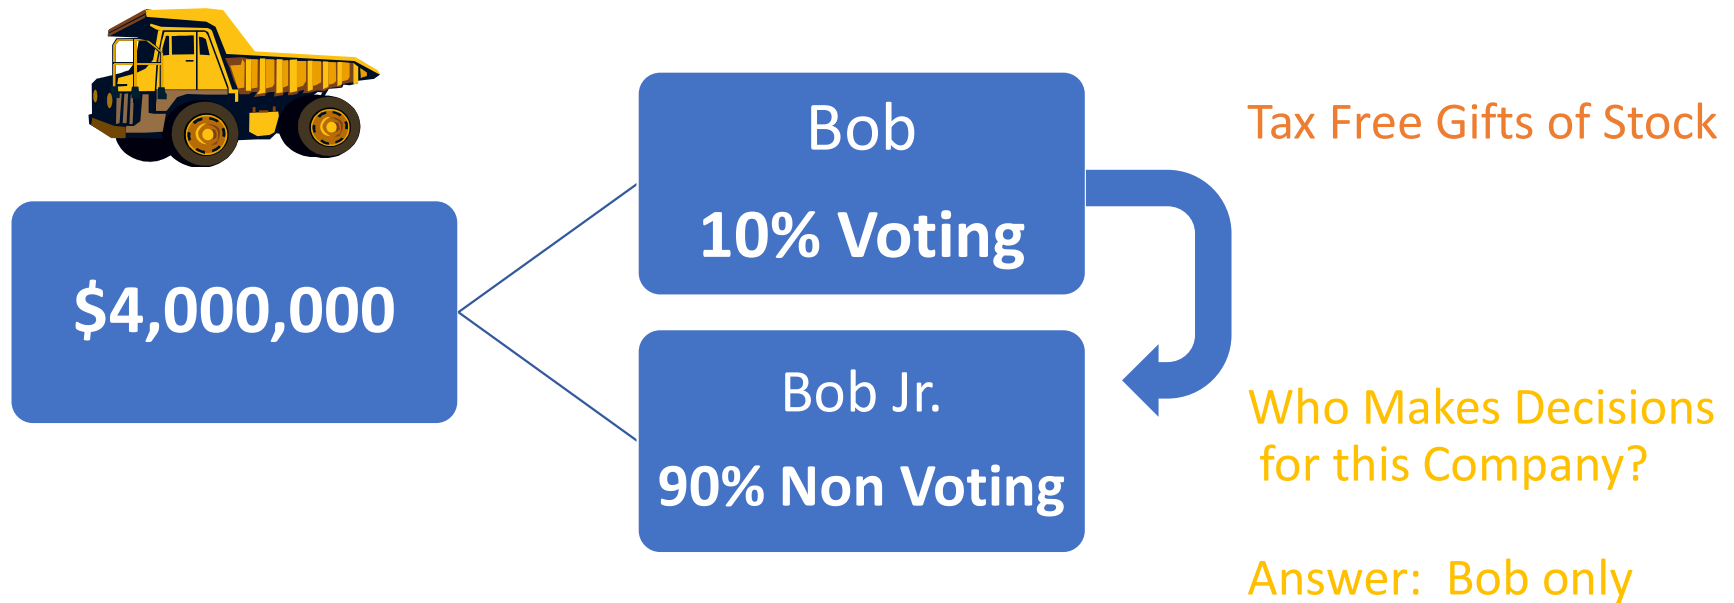 $4,000,000
Bob
10% Voting
Bob Jr.
90% Non Voting
Tax Free Gifts of Stock
Who Makes Decisions
for this Company?
Answer:  Bob only